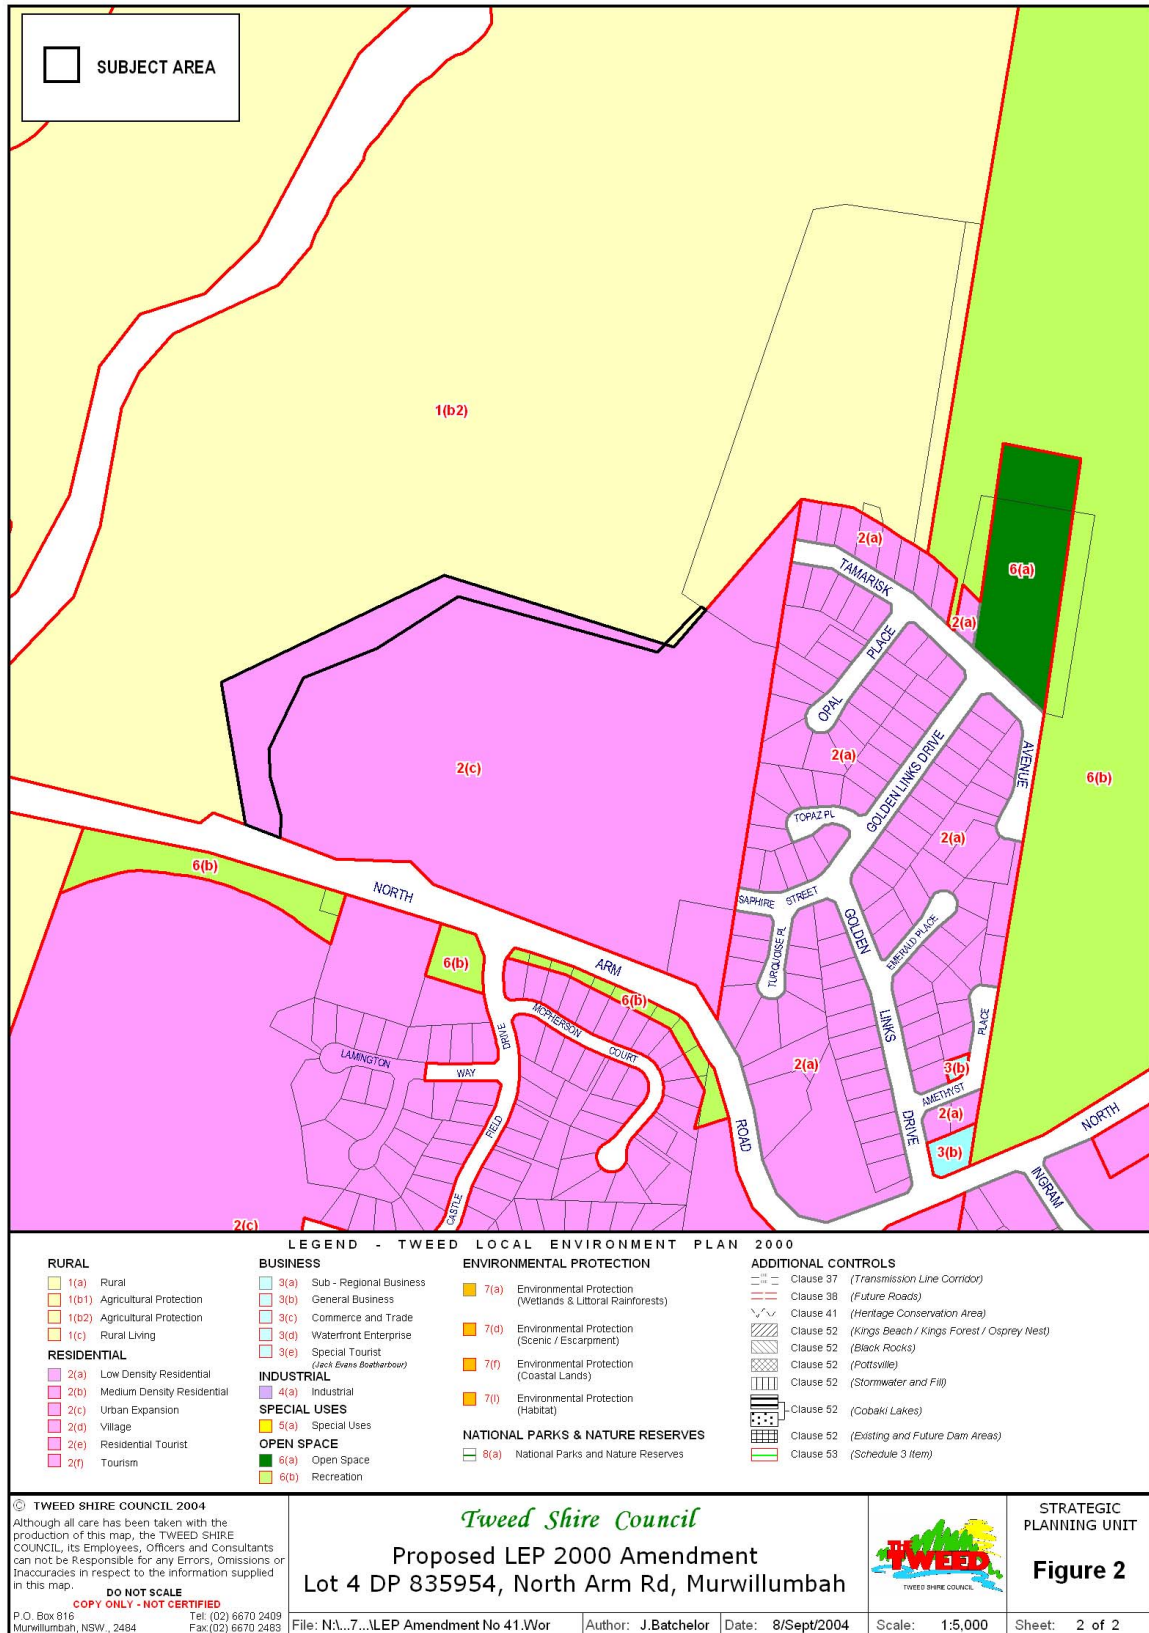 SUBJECT AREA
1(b2)
2(a)
TAMARISK
6(a)
2(a)
PLACE
OPAL
AVENUE
2(a)
GOLDEN LINKS DRIVE
2(c)
6(b)
TOPAZ PL
2(a)
6(b)
NORTH
SAPHIRE STREET
GOLDEN
EMERALD PLACE
TURQUOISE PL
6(b)
ARM
6(b)
MCPHERSON
COURT
DRIVE
LINKS
PLACE
LAMINGTON
WAY
2(a)
3(b)
AMETHYST
2(a)
NORTH
FIELD
ROAD
DRIVE
3(b)
INGRAM
CASTLE
2(c)
LEGEND - TWEED LOCAL ENVIRONMENT PLAN 2000
RURAL
1(a) Rural
1(b1) Agricultural Protection
1(b2) Agricultural Protection
1(c) Rural Living
RESIDENTIAL
2(a) Low Density Residential
2(b) Medium Density Residential
2(c) Urban Expansion
2(d) Village
2(e) Residential Tourist
2(f) Tourism
BUSINESS
3(a) Sub - Regional Business
3(b) General Business
3(c) Commerce and Trade
3(d) Waterfront Enterprise
3(e) Special Tourist
(Jack Evans Boatharbour)
INDUSTRIAL
4(a) Industrial
SPECIAL USES
5(a) Special Uses
OPEN SPACE
6(a) Open Space
6(b) Recreation
ENVIRONMENTAL PROTECTION
7(a) Environmental Protection
(Wetlands & Littoral Rainforests)
7(d) Environmental Protection
(Scenic / Escarpment)
7(f) Environmental Protection
(Coastal Lands)
7(l) Environmental Protection
(Habitat)
NATIONAL PARKS & NATURE RESERVES
8(a) National Parks and Nature Reserves
ADDITIONAL CONTROLS
Clause 37 (Transmission Line Corridor)
Clause 38 (Future Roads)
Clause 41 (Heritage Conservation Area)
Clause 52 (Kings Beach / Kings Forest / Osprey Nest)
Clause 52 (Black Rocks)
Clause 52 (Pottsville)
Clause 52 (Stormwater and Fill)
Clause 52 (Cobaki Lakes)
Clause 52 (Existing and Future Dam Areas)
Clause 53 (Schedule 3 Item)
© TWEED SHIRE COUNCIL 2004
Although all care has been taken with the
production of this map, the TWEED SHIRE
COUNCIL, its Employees, Officers and Consultants
can not be Responsible for any Errors, Omissions or
Inaccuracies in respect to the information supplied
in this map.
DO NOT SCALE
COPY ONLY - NOT CERTIFIED
P.O. Box 816
Murwillumbah, NSW., 2484
Tel: (02) 6670 2409
Fax:(02) 6670 2483
Tweed Shire Council
Proposed LEP 2000 Amendment
Lot 4 DP 835954, North Arm Rd, Murwillumbah
File: N:\...7...\LEP Amendment No 41.Wor
Author: J.Batchelor
Date: 8/Sept/2004
THE TWEED
TWEED SHIRE COUNCIL
STRATEGIC
PLANNING UNIT
Figure 2
Scale: 1:5,000
Sheet: 2 of 2